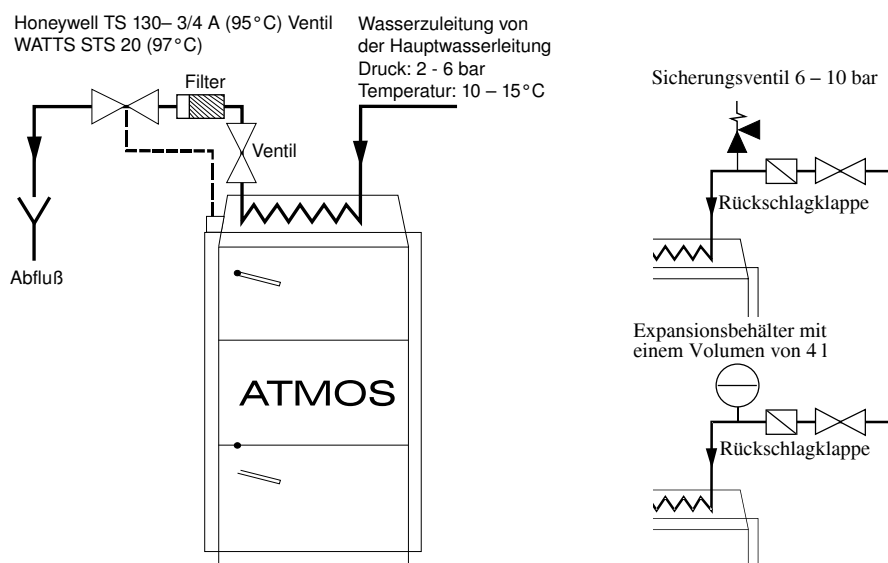 Honeywell TS 130– 3/4 A (95°C) Ventil
WATTS STS 20 (97°C)
Wasserzuleitung von
der Hauptwasserleitung
Druck: 2 - 6 bar
Temperatur: 10 – 15°C
Filter
Ventil
Abfluß
ATMOS
Sicherungsventil 6 – 10 bar
Rückschlagklappe
Expansionsbehälter mit
einem Volumen von 4 l
Rückschlagklappe